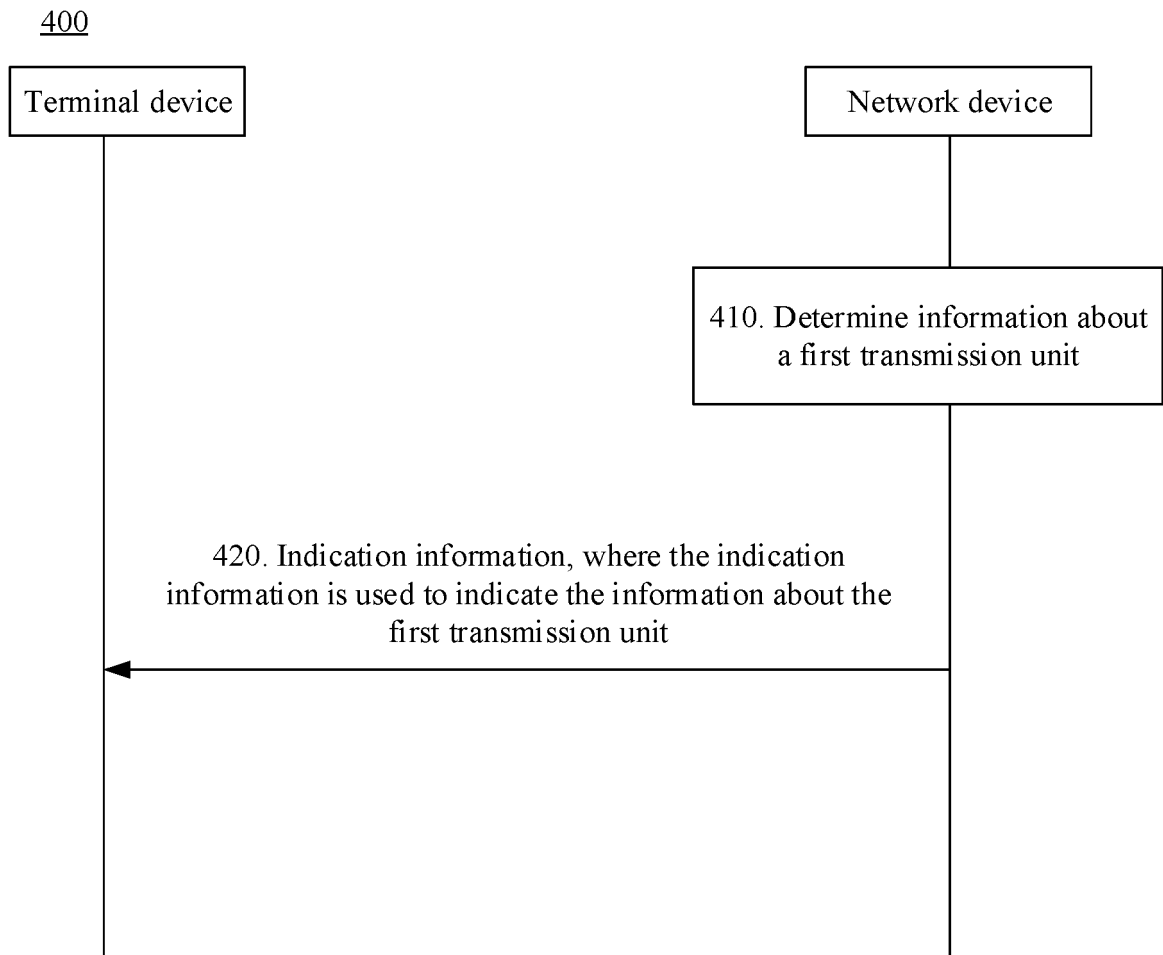 400
Terminal device
Network device
410. Determine information about
a first transmission unit
420. Indication information, where the indication
information is used to indicate the information about the
first transmission unit